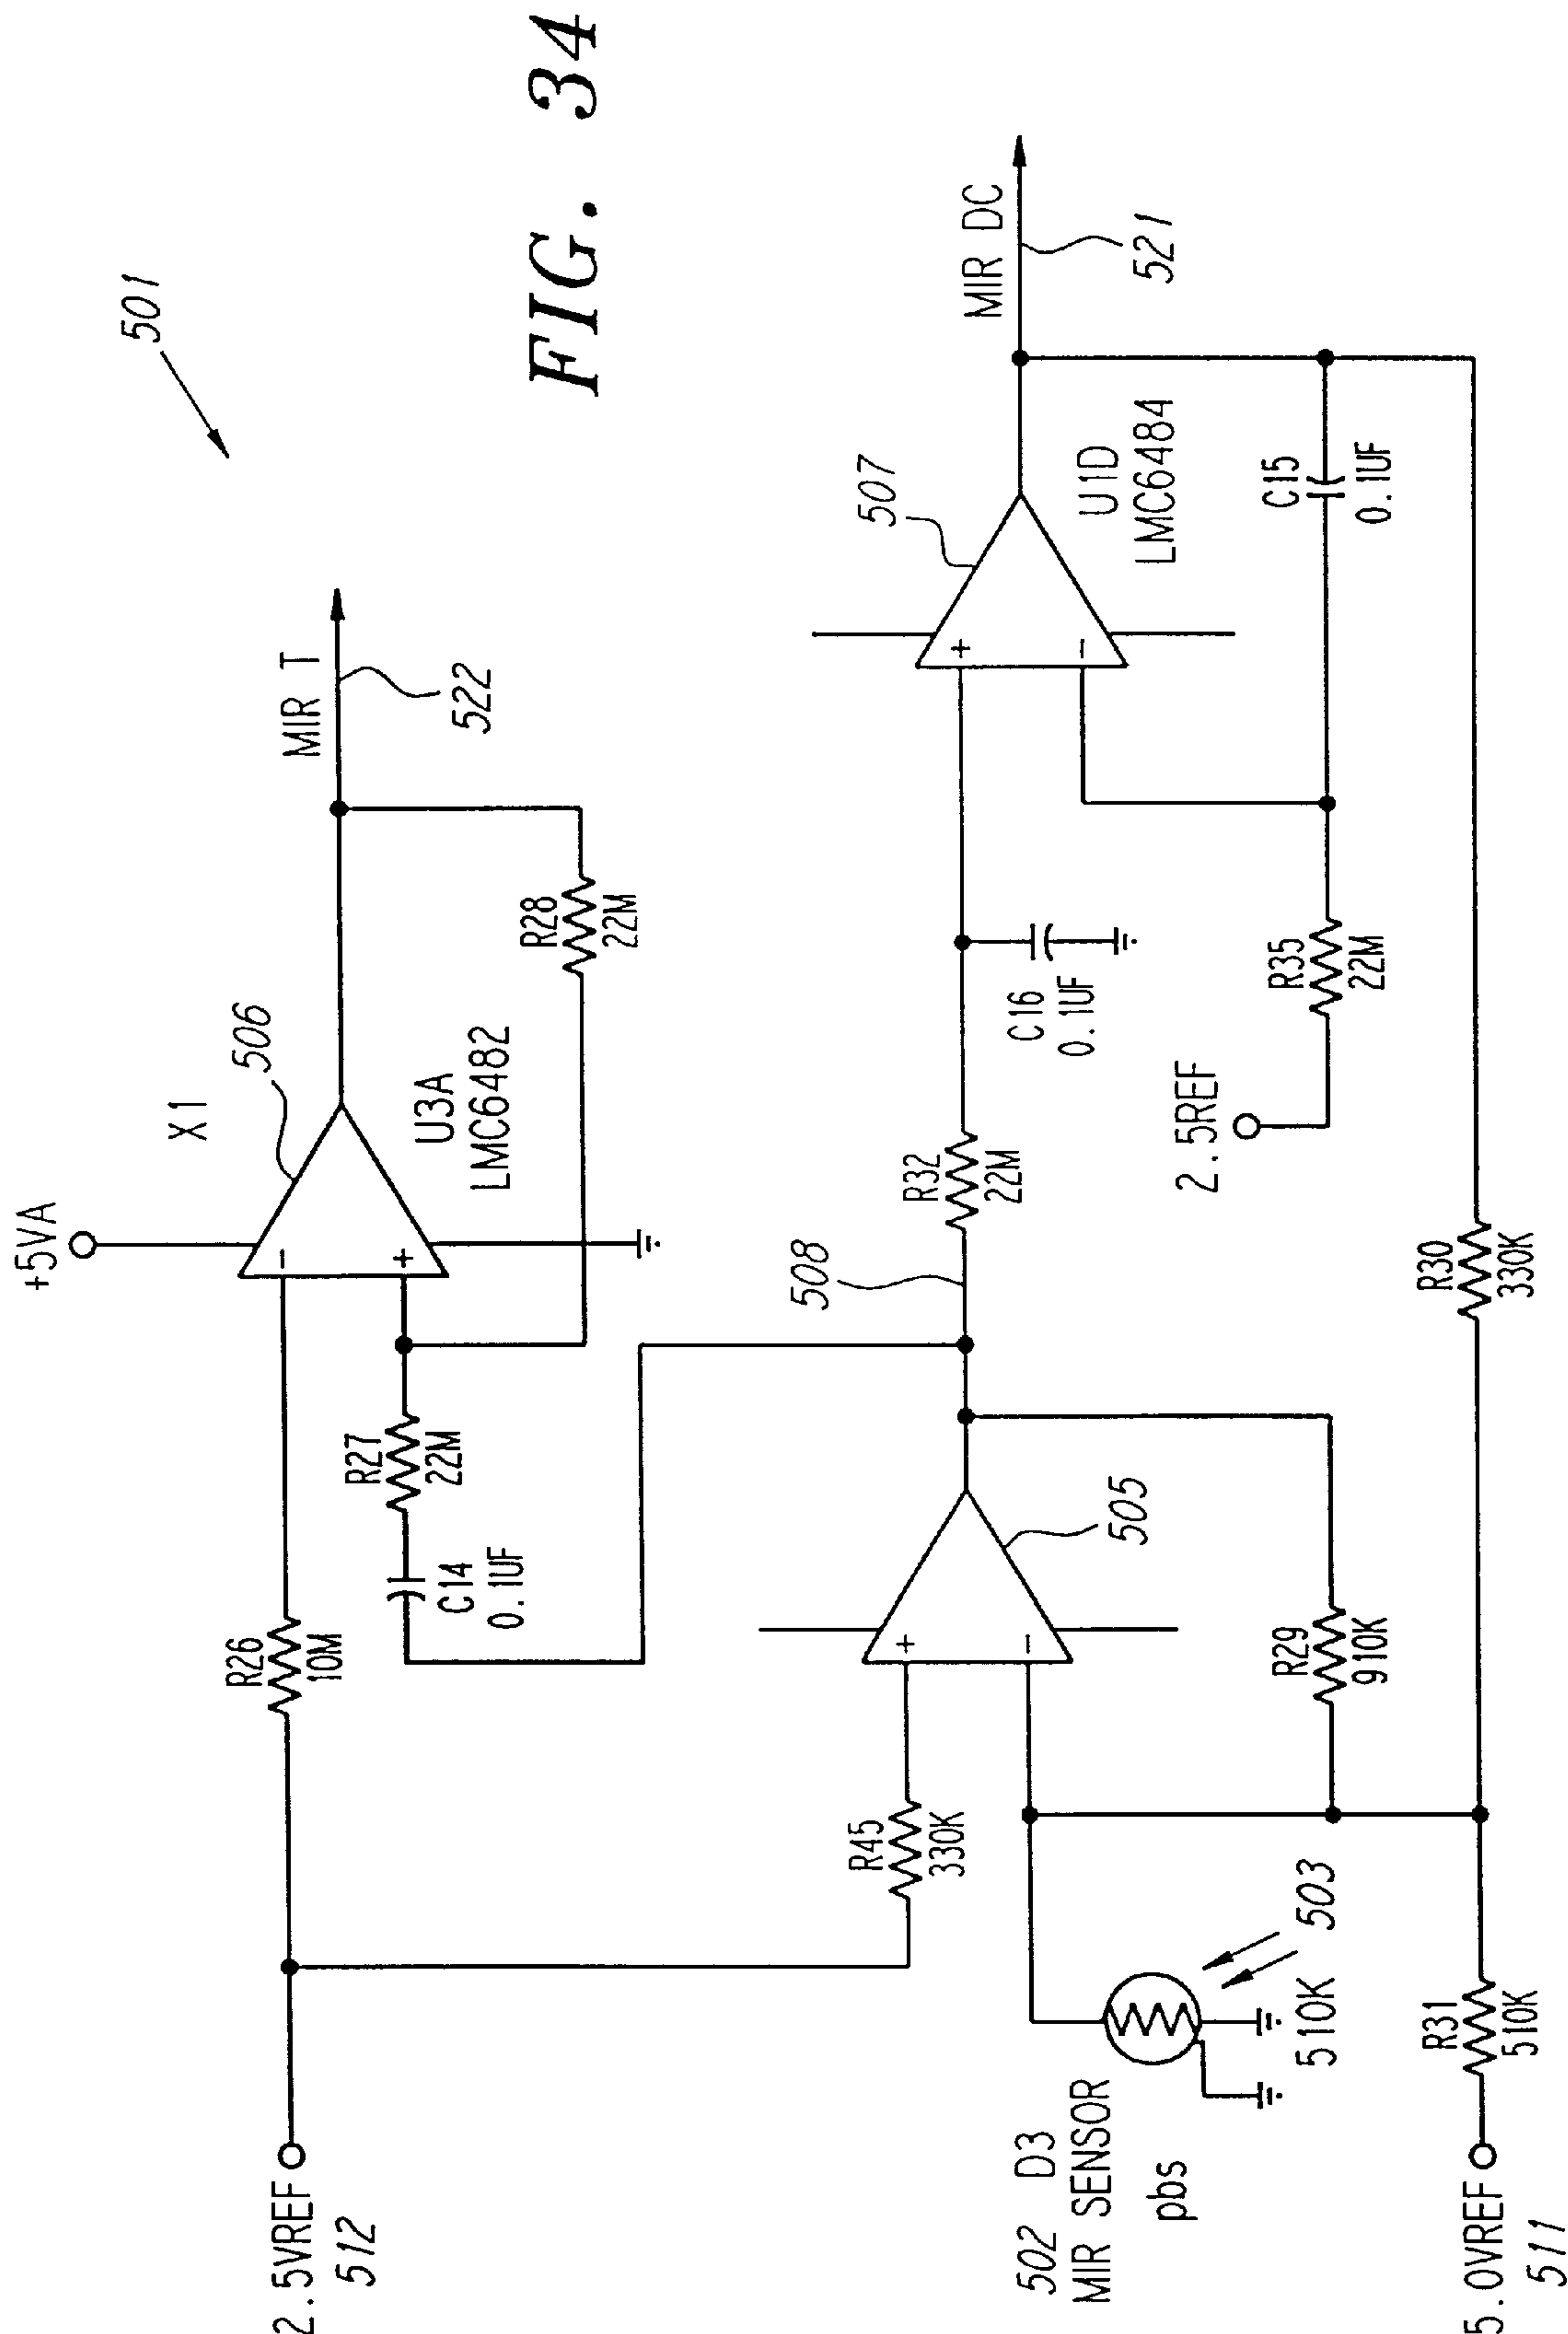 FIG. 34
501
+5VA
X1
506
U3A
LMC6482
MIR T
522
2.5VREF
512
R26
10M
R27
22M
C14
0.1UF
R28
22M
-
+
508
R32
22M
C16
0.1UF
507
U1D
LMC6484
+
-
MIR DC
521
C15
0.1UF
R35
22M
2.5REF
R45
330K
+
-
505
R29
910K
R30
330K
502 D3
MIR SENSOR
pbs
510K
503
R31
510K
5.0VREF
511